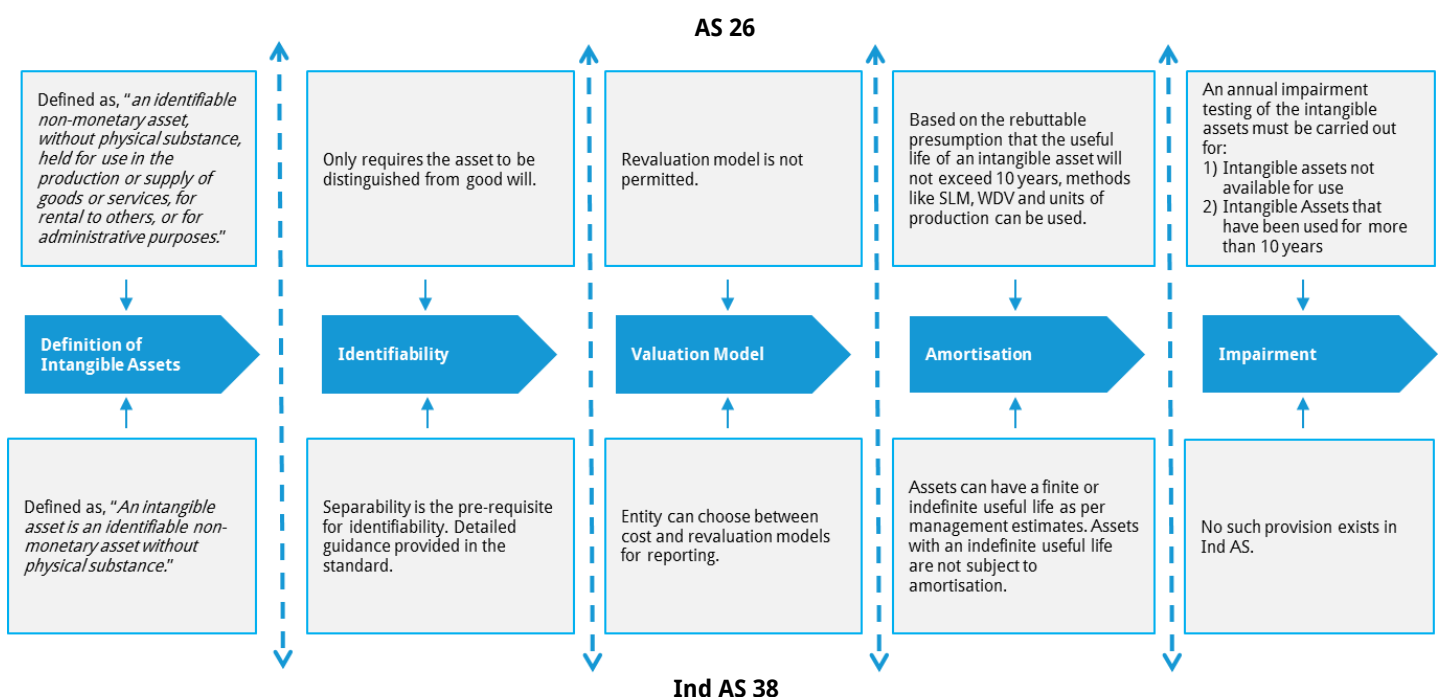 AS 26
Defined as, "an identifiable
non-monetary asset,
without physical substance,
held for use in the
production or supply of
goods or services, for
rental to others, or for
administrative purposes."
Only requires the asset to be
distinguished from good will.
Revaluation model is not
permitted.
Based on the rebuttable
presumption that the useful
life of an intangible asset will
not exceed 10 years, methods
like SLM, WDV and units of
production can be used.
An annual impairment
testing of the intangible
assets must be carried out
for:
1) Intangible assets not
available for use
2) Intangible Assets that
have been used for more
than 10 years
Definition of
Intangible Assets
Identifiability
Valuation Model
Amortisation
Impairment
Defined as, "An intangible
asset is an identifiable non-
monetary asset without
physical substance."
Separability is the pre-requisite
for identifiability. Detailed
guidance provided in the
standard.
Entity can choose between
cost and revaluation models
for reporting.
Assets can have a finite or
indefinite useful life as per
management estimates. Assets
with an indefinite useful life
are not subject to
amortisation.
No such provision exists in
Ind AS.
Ind AS 38